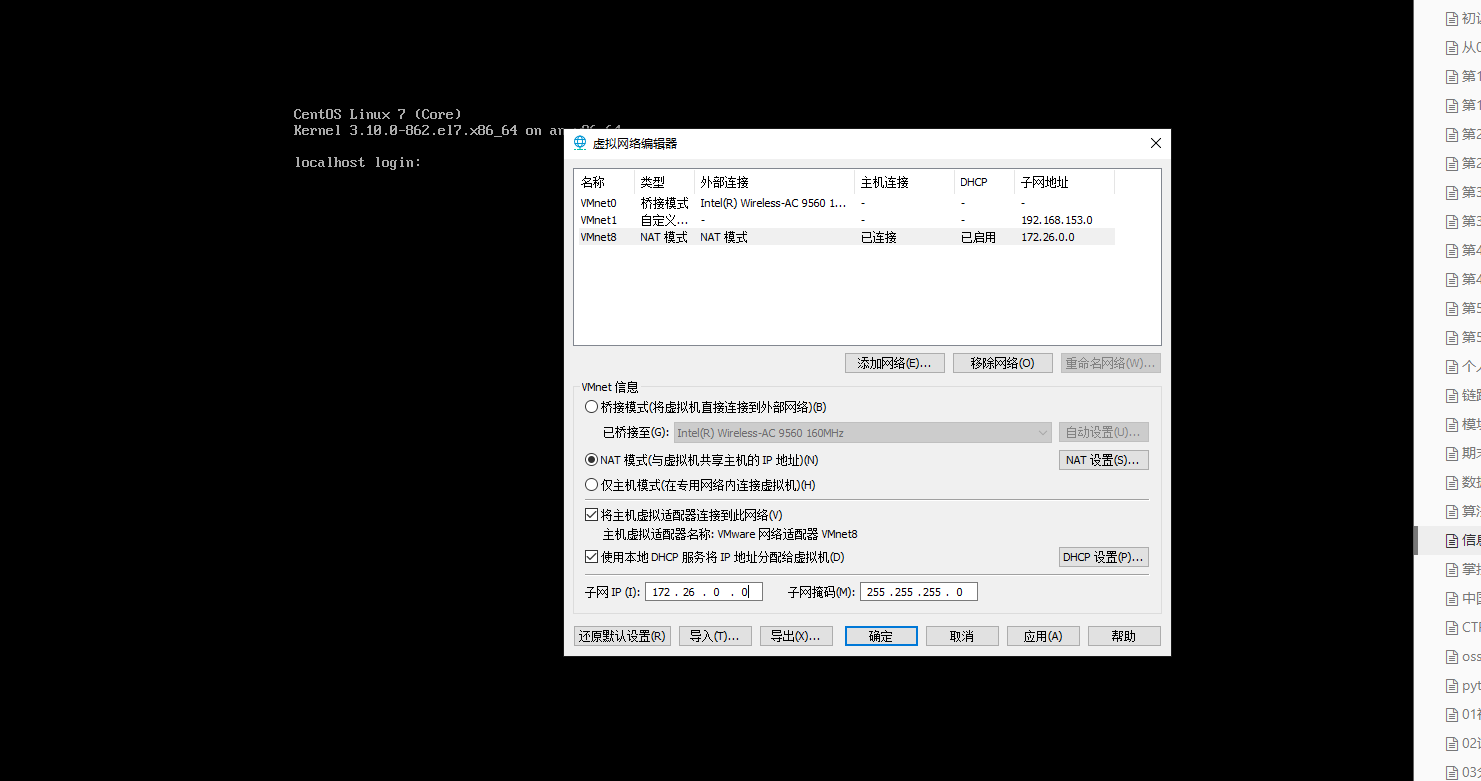 CentOS Linux 7 (Core)
Kernel 3.10.0-862.el7.x86_64 on an
localhost login:
虚拟网络编辑器
名称 类型 外部连接 主机连接 DHCP 子网地址
VMnet0 桥接模式 Intel(R) Wireless-AC 9560 1... - - -
VMnet1 自定义... - - - 192.168.153.0
VMnet8 NAT 模式 NAT 模式 已连接 已启用 172.26.0.0
添加网络(E)... 移除网络(O) 重命名网络(W)...
VMnet 信息
桥接模式(将虚拟机直接连接到外部网络)(B)
已桥接至(G): Intel(R) Wireless-AC 9560 160MHz 自动设置(U)...
NAT 模式(与虚拟机共享主机的 IP 地址)(N) NAT 设置(S)...
仅主机模式(在专用网络内连接虚拟机)(H)
将主机虚拟适配器连接到此网络(V)
主机虚拟适配器名称: VMware 网络适配器 VMnet8
使用本地 DHCP 服务将 IP 地址分配给虚拟机(D) DHCP 设置(P)...
子网 IP (I): 172 . 26 . 0 . 0 子网掩码(M): 255 .255 .255 . 0
还原默认设置(R) 导入(T)... 导出(X)... 确定 取消 应用(A) 帮助
初
从
第1
第1
第2
第2
第3
第3
第4
第4
第5
第5
个
链
模
期
数
算
信
掌
中
CT
oss
pyt
01
02
03